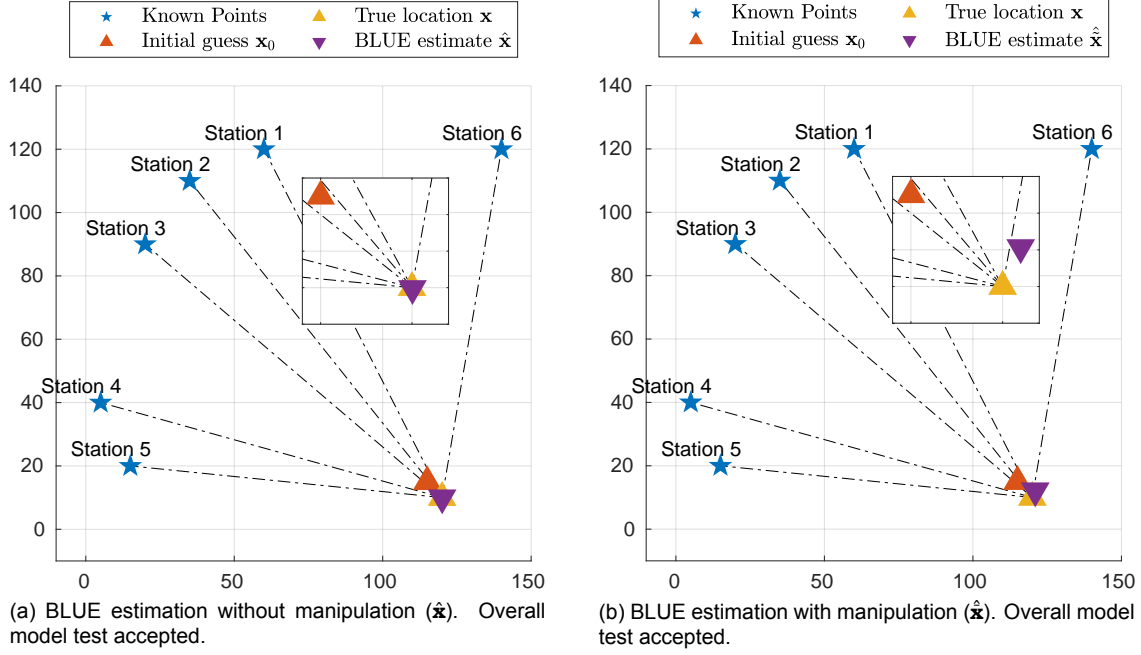 Known Points
True location x
Initial guess x₀
BLUE estimate x̂
140
120
100
80
60
40
20
0
0
50
100
150
Station 1
Station 6
Station 2
Station 3
Station 4
Station 5
(a) BLUE estimation without manipulation (x̂). Overall
model test accepted.
Known Points
True location x
Initial guess x₀
BLUE estimate x̂̂
140
120
100
80
60
40
20
0
0
50
100
150
Station 1
Station 6
Station 2
Station 3
Station 4
Station 5
(b) BLUE estimation with manipulation (x̂̂). Overall model
test accepted.